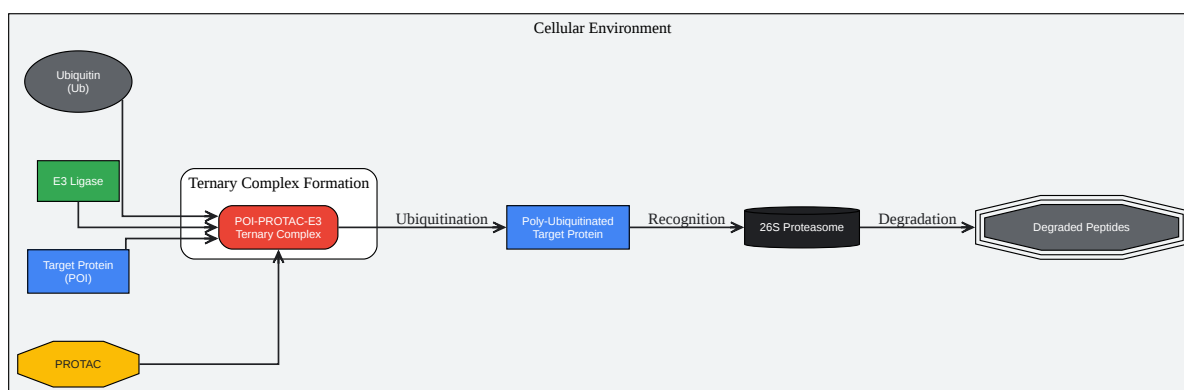 Cellular Environment
Ubiquitin
(Ub)
E3 Ligase
Target Protein
(POI)
PROTAC
Ternary Complex Formation
POI-PROTAC-E3
Ternary Complex
Ubiquitination
Poly-Ubiquitinated
Target Protein
Recognition
26S Proteasome
Degradation
Degraded Peptides